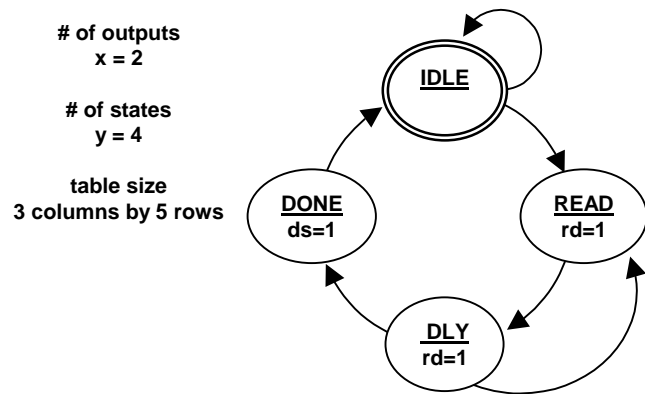 # of outputs
x = 2
# of states
y = 4
table size
3 columns by 5 rows
IDLE
DONE
ds=1
READ
rd=1
DLY
rd=1